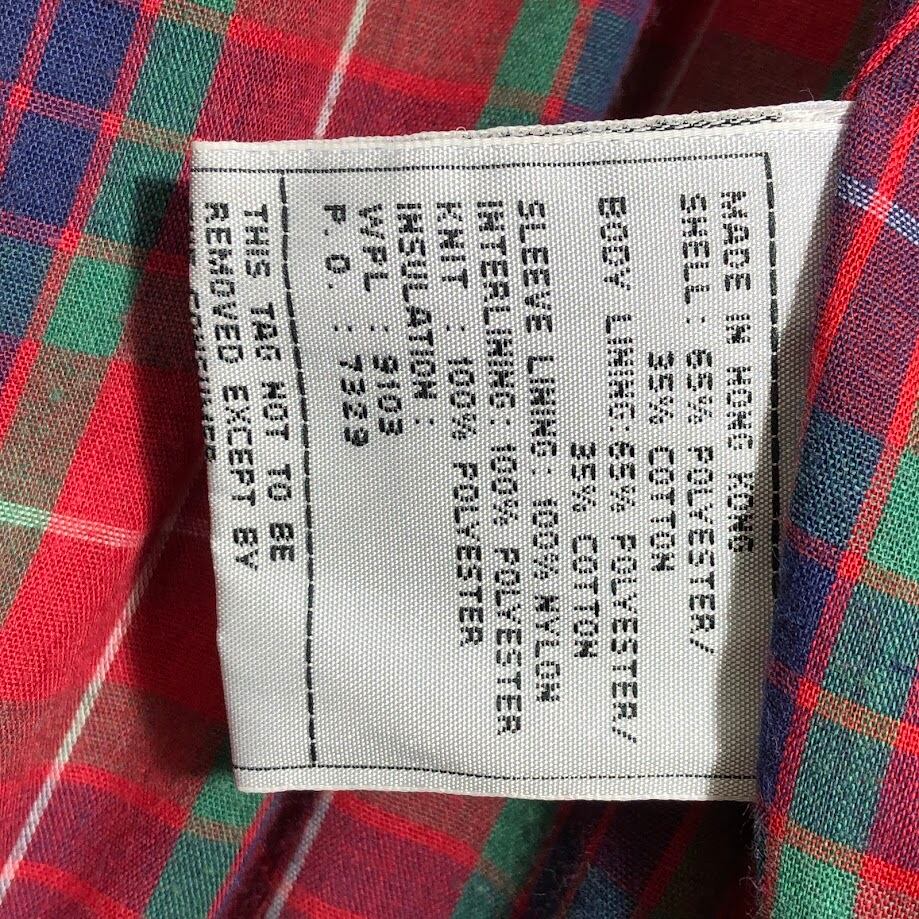 MADE IN HONG KONG
SHELL: 65% POLYESTER/
35% COTTON
BODY LINING: 65% POLYESTER/
35% COTTON
SLEEVE LINING: 100% NYLON
INTERLINING: 100% POLYESTER
KNIT : 100% POLYESTER
INSULATION:
WPL : 9103
P.O. : 7329
THIS TAG NOT TO BE
REMOVED EXCEPT BY